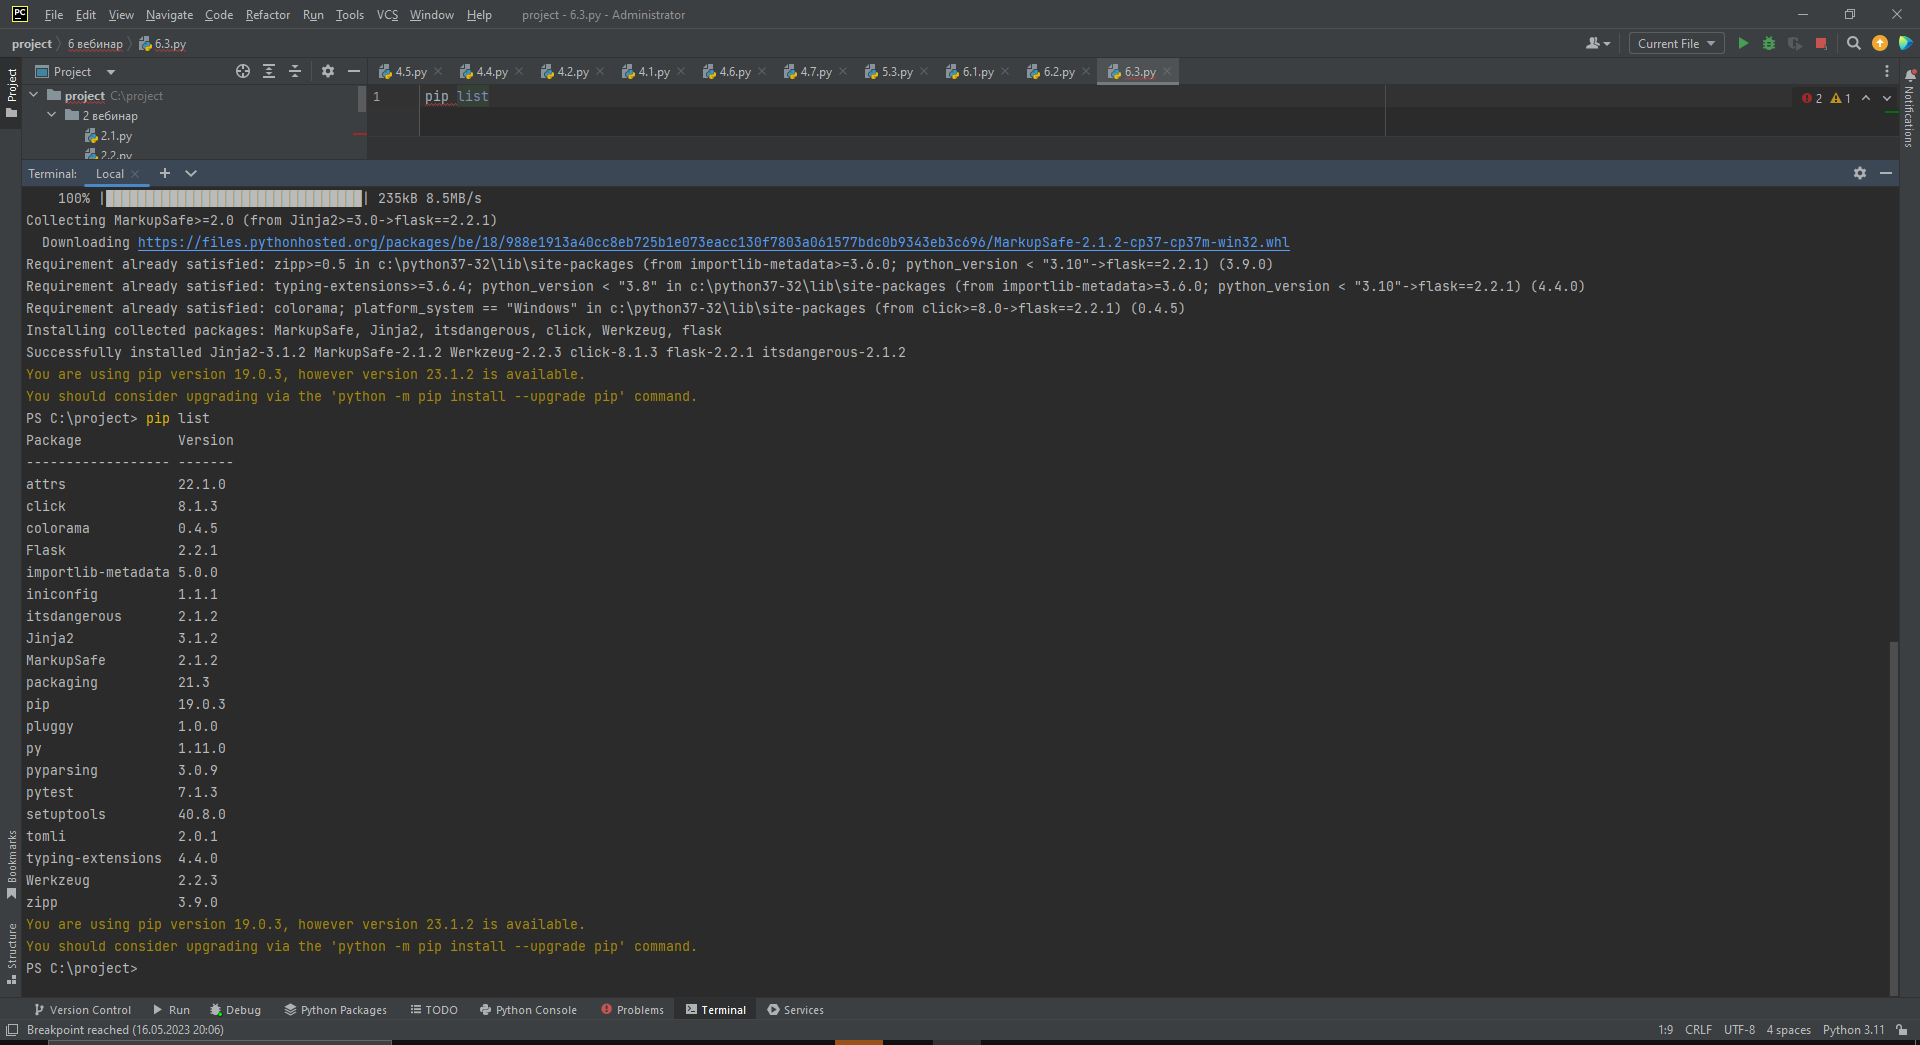 PC File Edit View Navigate Code Refactor Run Tools VCS Window Help project - 6.3.py - Administrator
project 6 вебинар 6.3.py Current File
Project 4.5.py 4.4.py 4.2.py 4.1.py 4.6.py 4.7.py 5.3.py 6.1.py 6.2.py 6.3.py
Project
Notifications
project C:\project
2 вебинар
2.1.py
2.2.py
1 pip list 2 1
Terminal: Local
100% | | 235kB 8.5MB/s
Collecting MarkupSafe>=2.0 (from Jinja2>=3.0->flask==2.2.1)
Downloading https://files.pythonhosted.org/packages/be/18/988e1913a40cc8eb725b1e073eacc130f7803a061577bdc0b9343eb3c696/MarkupSafe-2.1.2-cp37-cp37m-win32.whl
Requirement already satisfied: zipp>=0.5 in c:\python37-32\lib\site-packages (from importlib-metadata>=3.6.0; python_version < "3.10"->flask==2.2.1) (3.9.0)
Requirement already satisfied: typing-extensions>=3.6.4; python_version < "3.8" in c:\python37-32\lib\site-packages (from importlib-metadata>=3.6.0; python_version < "3.10"->flask==2.2.1) (4.4.0)
Requirement already satisfied: colorama; platform_system == "Windows" in c:\python37-32\lib\site-packages (from click>=8.0->flask==2.2.1) (0.4.5)
Installing collected packages: MarkupSafe, Jinja2, itsdangerous, click, Werkzeug, flask
Successfully installed Jinja2-3.1.2 MarkupSafe-2.1.2 Werkzeug-2.2.3 click-8.1.3 flask-2.2.1 itsdangerous-2.1.2
You are using pip version 19.0.3, however version 23.1.2 is available.
You should consider upgrading via the 'python -m pip install --upgrade pip' command.
PS C:\project> pip list
Package Version
------------------ -------
attrs 22.1.0
click 8.1.3
colorama 0.4.5
Flask 2.2.1
importlib-metadata 5.0.0
iniconfig 1.1.1
itsdangerous 2.1.2
Jinja2 3.1.2
MarkupSafe 2.1.2
packaging 21.3
pip 19.0.3
pluggy 1.0.0
py 1.11.0
pyparsing 3.0.9
pytest 7.1.3
setuptools 40.8.0
tomli 2.0.1
typing-extensions 4.4.0
Werkzeug 2.2.3
zipp 3.9.0
You are using pip version 19.0.3, however version 23.1.2 is available.
You should consider upgrading via the 'python -m pip install --upgrade pip' command.
PS C:\project>
Bookmarks
Structure
Version Control Run Debug Python Packages TODO Python Console Problems Terminal Services
Breakpoint reached (16.05.2023 20:06) 1:9 CRLF UTF-8 4 spaces Python 3.11